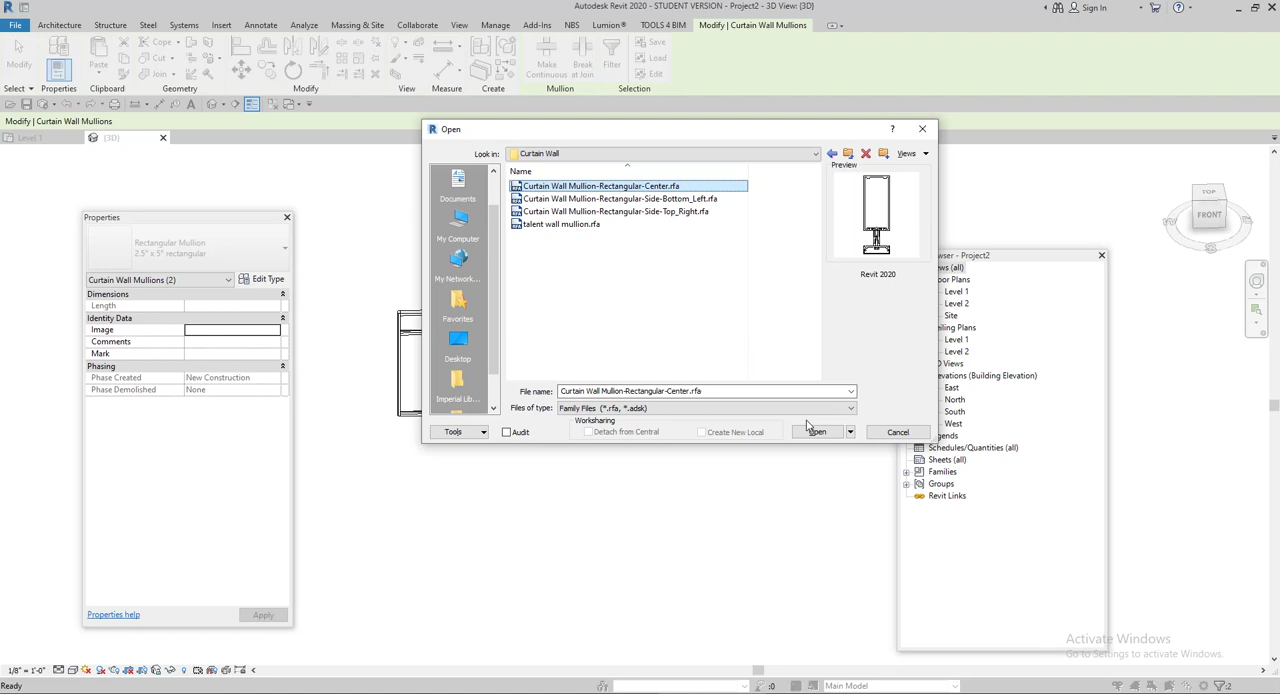 Autodesk Revit 2020 - STUDENT VERSION - Project2 - 3D View: {3D}
Sign In
File Architecture Structure Steel Systems Insert Annotate Analyze Massing & Site Collaborate View Manage Add-Ins NBS Lumion® TOOLS 4 BIM Modify | Curtain Wall Mullions
Modify Paste Cope Cut Join Make Continuous Break at Join Filter Save Load Edit
Select Properties Clipboard Geometry Modify View Measure Create Mullion Selection
Modify | Curtain Wall Mullions
Level 1 {3D}
Open
Look in: Curtain Wall Views
Preview
Name
Curtain Wall Mullion-Rectangular-Center.rfa
Curtain Wall Mullion-Rectangular-Side-Bottom_Left.rfa
Curtain Wall Mullion-Rectangular-Side-Top_Right.rfa
talent wall mullion.rfa
Documents
My Computer
My Network...
Favorites
Desktop
Imperial Lib...
Revit 2020
File name: Curtain Wall Mullion-Rectangular-Center.rfa
Files of type: Family Files (*.rfa, *.adsk)
Worksharing
Tools Audit Detach from Central Create New Local Open Cancel
TOP
FRONT
Properties
Rectangular Mullion
2.5" x 5" rectangular
Curtain Wall Mullions (2) Edit Type
Dimensions
Length
Identity Data
Image
Comments
Mark
Phasing
Phase Created New Construction
Phase Demolished None
Properties help Apply
wser - Project2
ws (all)
oor Plans
Level 1
Level 2
Site
eiling Plans
Level 1
Level 2
D Views
evations (Building Elevation)
East
North
South
West
gends
Schedules/Quantities (all)
Sheets (all)
Families
Groups
Revit Links
Activate Windows
Go to Settings to activate Windows.
1/8" = 1'-0"
Ready :0 Main Model :2